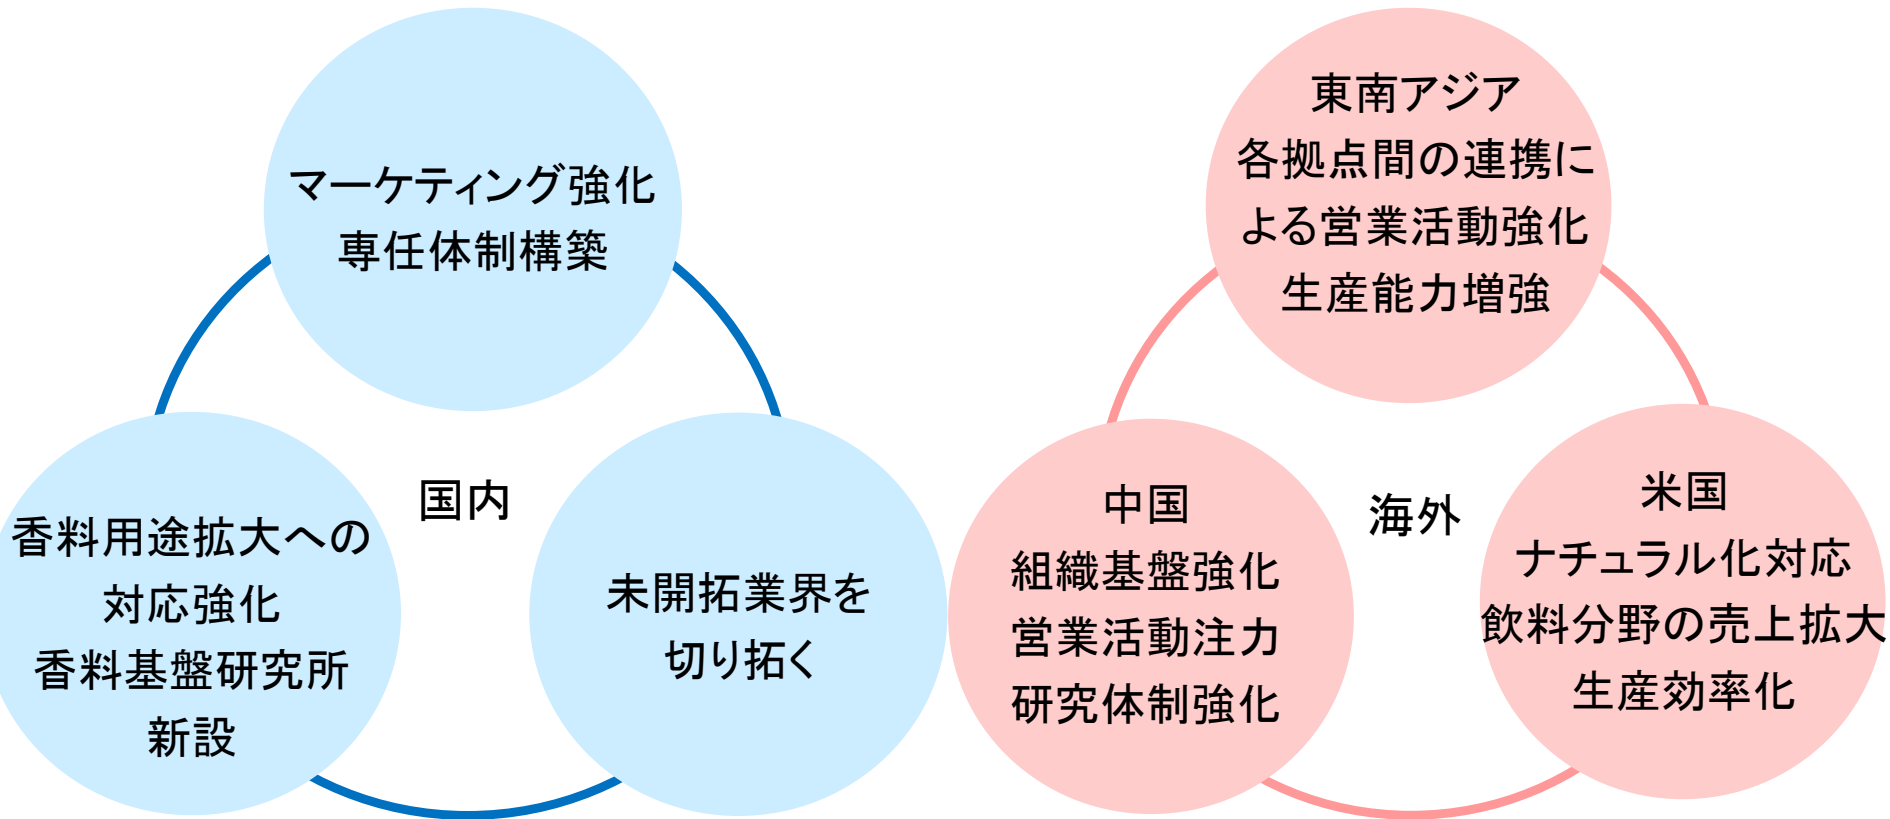 マーケティング強化
専任体制構築
国内
香料用途拡大への
対応強化
香料基盤研究所
新設
未開拓業界を
切り拓く
東南アジア
各拠点間の連携に
よる営業活動強化
生産能力増強
海外
中国
組織基盤強化
営業活動注力
研究体制強化
米国
ナチュラル化対応
飲料分野の売上拡大
生産効率化